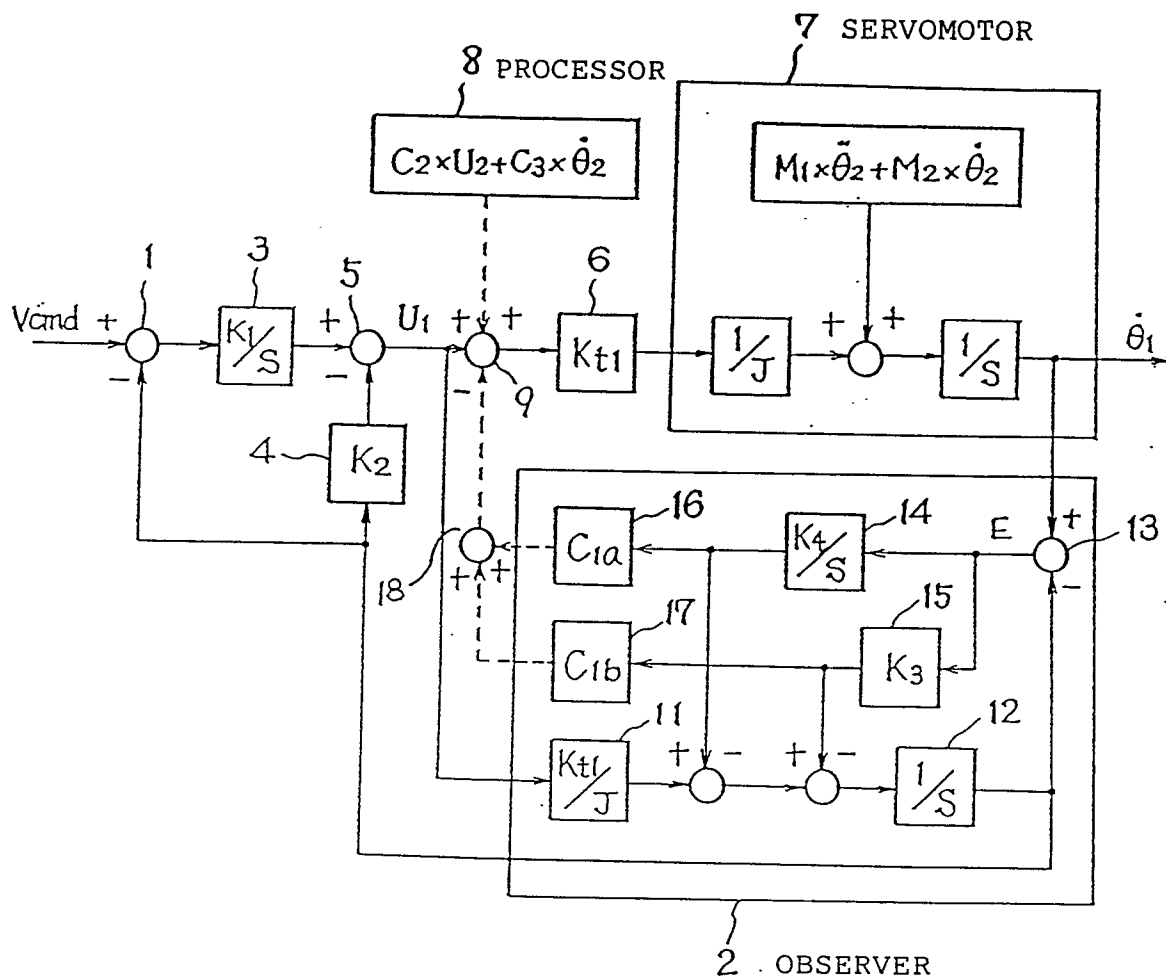 7 SERVOMOTOR
8 PROCESSOR
C2×U2+C3×θ̇2
M1×θ̈2+M2×θ̇2
1
3
5
6
Vcmd
+
-
K1/S
+
-
U1
+
+
-
9
Kt1
1/J
+
+
1/S
θ̇1
4
K2
16
14
E
+
13
-
18
+
+
C1a
K4/S
17
15
C1b
K3
11
12
Kt1/J
+
-
+
-
1/S
2 OBSERVER